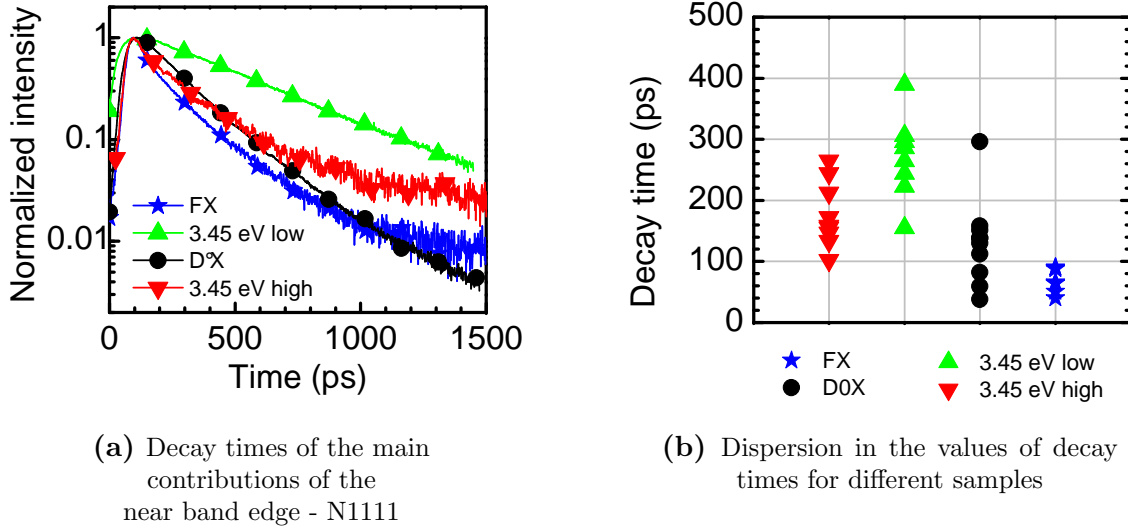 Normalized intensity
1
0.1
0.01
FX
3.45 eV low
D°X
3.45 eV high
0 500 1000 1500
Time (ps)
(a) Decay times of the main
contributions of the
near band edge - N1111
Decay time (ps)
500
400
300
200
100
0
FX 3.45 eV low
D0X 3.45 eV high
(b) Dispersion in the values of decay
times for different samples